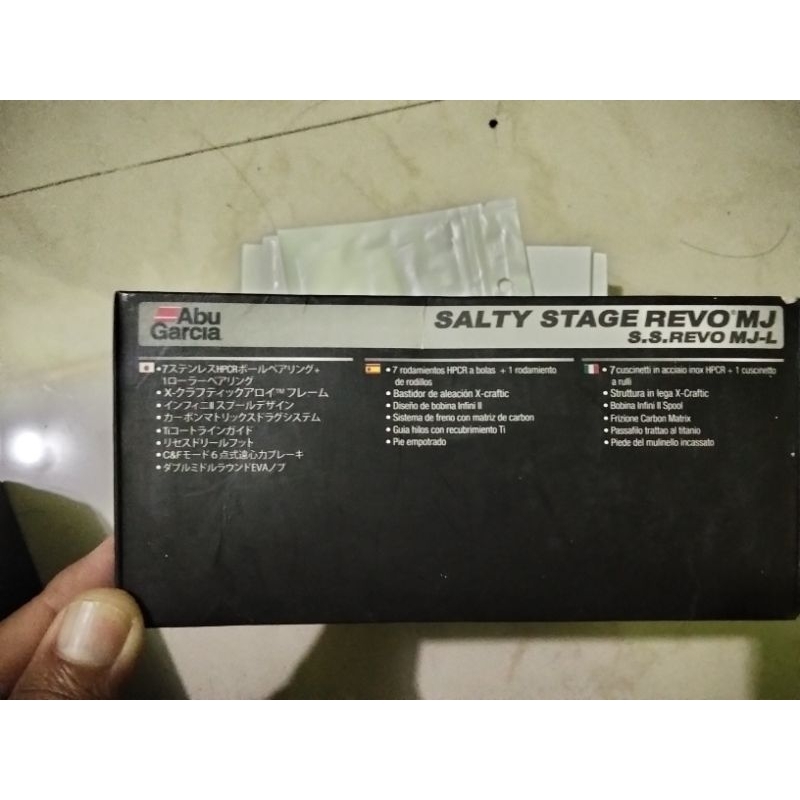 Abu
Garcia
SALTY STAGE REVO® MJ
S.S.REVO MJ-L
•7ステンレスHPCRボールベアリング+
1ローラーベアリング
•X-クラフティックアロイ™フレーム
•インフィニIIスプールデザイン
•カーボンマトリックスドラグシステム
•Tiコートラインガイド
•リセスドリールフット
•C&Fモード6点式遠心力ブレーキ
•ダブルミドルラウンドEVAノブ
• 7 rodamientos HPCR a bolas + 1 rodamiento
de rodillos
• Bastidor de aleación X-craftic
• Diseño de bobina Infini II
• Sistema de freno con matriz de carbon
• Guia hilos con recubrimiento Ti
• Pie empotrado
• 7 cuscinetti in acciaio inox HPCR + 1 cuscinetto
a rulli
• Struttura in lega X-Craftic
• Bobina Infini II Spool
• Frizione Carbon Matrix
• Passafilo trattao al titanio
• Piede del mulinello incassato